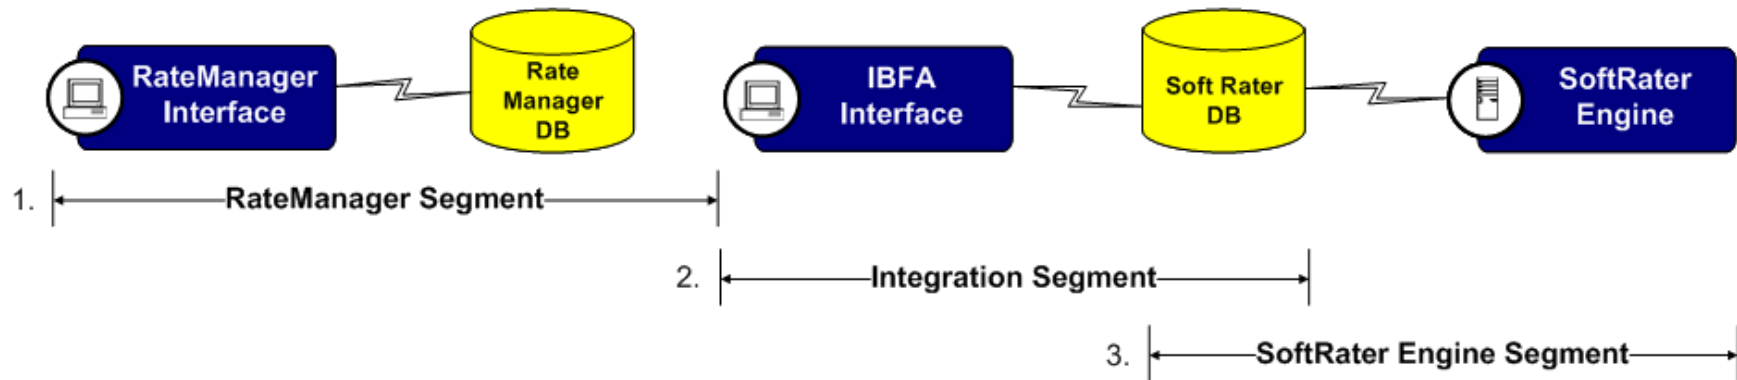 RateManager
Interface
Rate
Manager
DB
IBFA
Interface
Soft Rater
DB
SoftRater
Engine
1.
RateManager Segment
2.
Integration Segment
3.
SoftRater Engine Segment